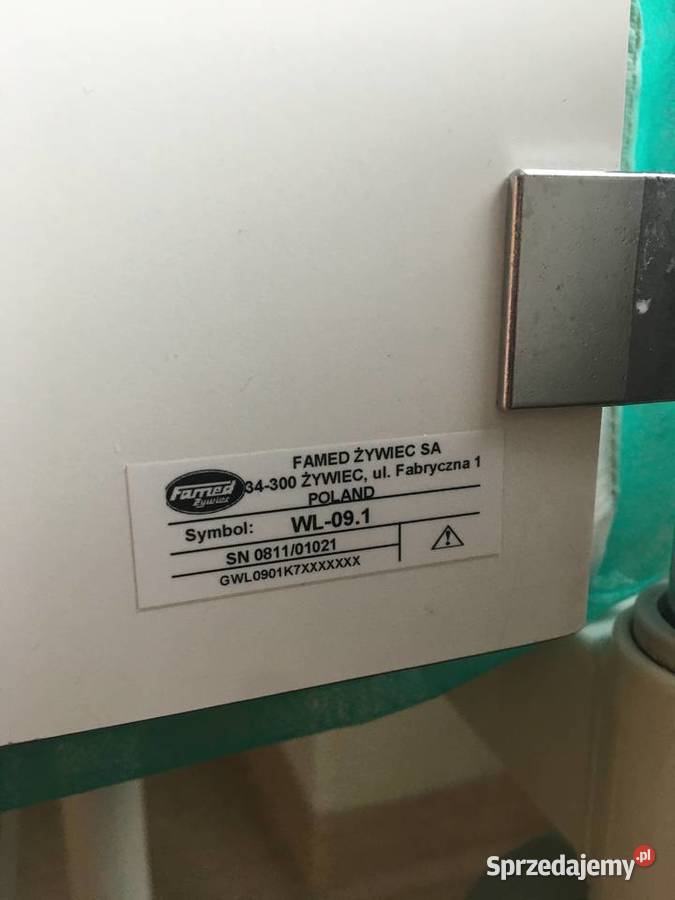 FAMED ŻYWIEC SA
34-300 ŻYWIEC, ul. Fabryczna 1
POLAND
Famed
Żywiec
Symbol: WL-09.1
SN 0811/01021
GWL0901K7XXXXXXX
Sprzedajemy.pl